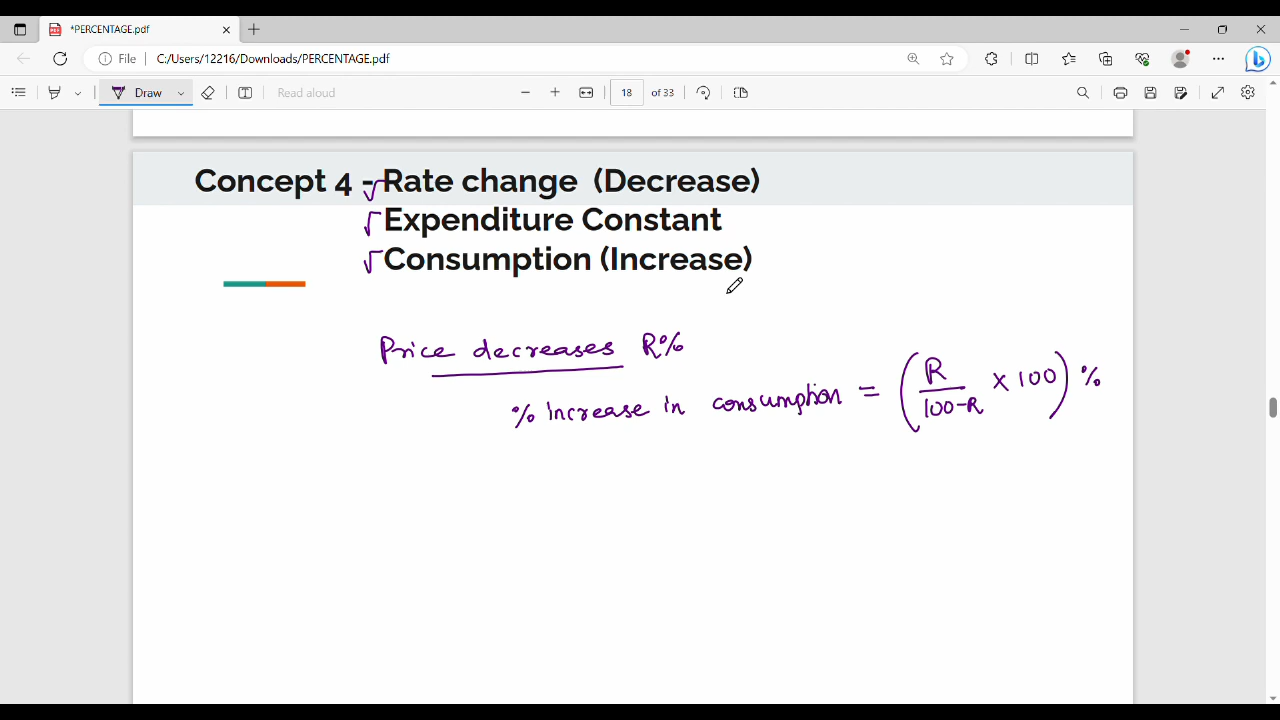 *PERCENTAGE.pdf
File C:/Users/12216/Downloads/PERCENTAGE.pdf
Draw Read aloud 18 of 33
Concept 4 - Rate change (Decrease)
Expenditure Constant
Consumption (Increase)
Price decreases R%
% Increase in consumption = (R/100-R × 100) %